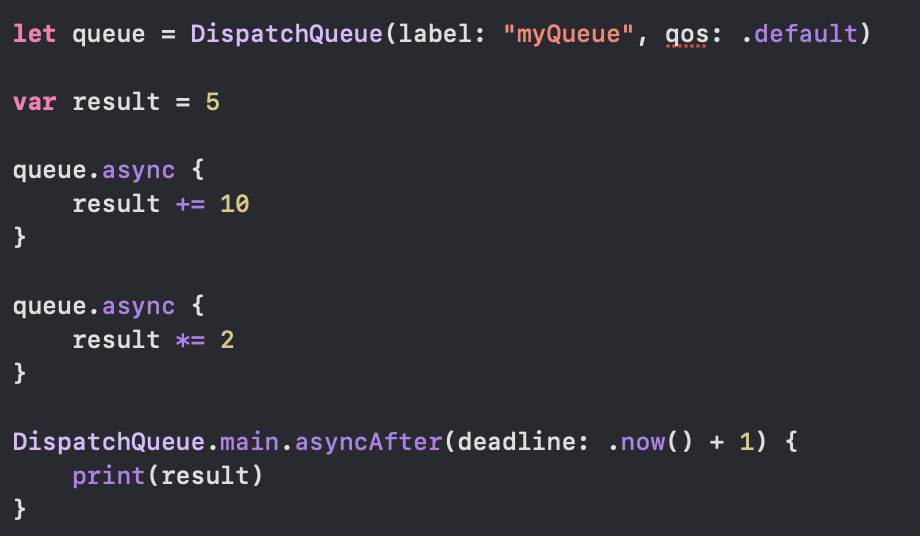 let queue = DispatchQueue(label: "myQueue", qos: .default)
var result = 5
queue.async {
    result += 10
}
queue.async {
    result *= 2
}
DispatchQueue.main.asyncAfter(deadline: .now() + 1) {
    print(result)
}